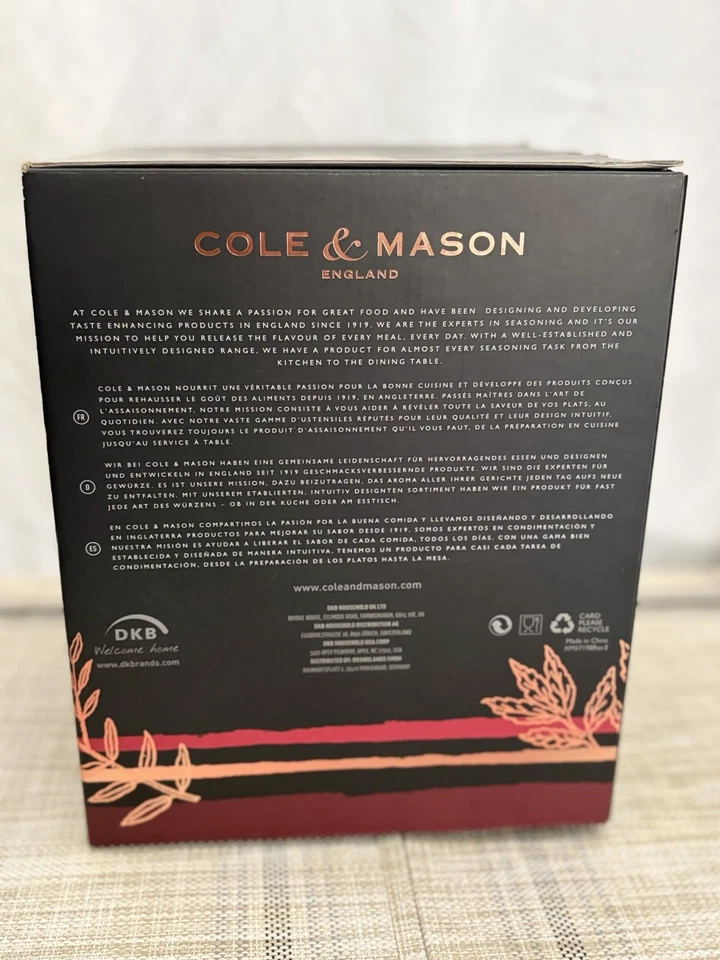 COLE & MASON
ENGLAND
AT COLE & MASON WE SHARE A PASSION FOR GREAT FOOD AND HAVE BEEN DESIGNING AND DEVELOPING
TASTE ENHANCING PRODUCTS IN ENGLAND SINCE 1919. WE ARE THE EXPERTS IN SEASONING AND IT'S OUR
MISSION TO HELP YOU RELEASE THE FLAVOUR OF EVERY MEAL, EVERY DAY. WITH A WELL-ESTABLISHED AND
INTUITIVELY DESIGNED RANGE, WE HAVE A PRODUCT FOR ALMOST EVERY SEASONING TASK FROM THE
KITCHEN TO THE DINING TABLE.
FR
COLE & MASON NOURRIT UNE VÉRITABLE PASSION POUR LA BONNE CUISINE ET DÉVELOPPE DES PRODUITS CONÇUS
POUR REHAUSSER LE GOÛT DES ALIMENTS DEPUIS 1919, EN ANGLETERRE. PASSÉS MAÎTRES DANS L'ART DE
L'ASSAISONNEMENT, NOTRE MISSION CONSISTE À VOUS AIDER À RÉVÉLER TOUTE LA SAVEUR DE VOS PLATS, AU
QUOTIDIEN. AVEC NOTRE VASTE GAMME D'USTENSILES RÉPUTÉS POUR LEUR QUALITÉ ET LEUR DESIGN INTUITIF,
VOUS TROUVEREZ TOUJOURS LE PRODUIT D'ASSAISONNEMENT QU'IL VOUS FAUT, DE LA PRÉPARATION EN CUISINE
JUSQU'AU SERVICE À TABLE.
D
WIR BEI COLE & MASON HABEN EINE GEMEINSAME LEIDENSCHAFT FÜR HERVORRAGENDES ESSEN UND DESIGNEN
UND ENTWICKELN IN ENGLAND SEIT 1919 GESCHMACKSVERBESSERNDE PRODUKTE. WIR SIND DIE EXPERTEN FÜR
GEWÜRZE. ES IST UNSERE MISSION, DAZU BEIZUTRAGEN, DAS AROMA ALLER IHRER GERICHTE JEDEN TAG AUFS NEUE
ZU ENTFALTEN. MIT UNSEREM ETABLIERTEN, INTUITIV DESIGNTEN SORTIMENT HABEN WIR EIN PRODUKT FÜR FAST
JEDE ART DES WÜRZENS – OB IN DER KÜCHE ODER AM ESSTISCH.
ES
EN COLE & MASON COMPARTIMOS LA PASIÓN POR LA BUENA COMIDA Y LLEVAMOS DISEÑANDO Y DESARROLLANDO
EN INGLATERRA PRODUCTOS PARA MEJORAR SU SABOR DESDE 1919. SOMOS EXPERTOS EN CONDIMENTACIÓN Y
NUESTRA MISIÓN ES AYUDAR A LIBERAR EL SABOR DE CADA COMIDA, TODOS LOS DÍAS. CON UNA GAMA BIEN
ESTABLECIDA Y DISEÑADA DE MANERA INTUITIVA, TENEMOS UN PRODUCTO PARA CASI CADA TAREA DE
CONDIMENTACIÓN, DESDE LA PREPARACIÓN DE LOS PLATOS HASTA LA MESA.
www.coleandmason.com
DKB
Welcome home
www.dkbrands.com
DKB HOUSEHOLD UK LTD
DKB HOUSEHOLD DISTRIBUTION AG
DKB HOUSEHOLD USA CORP
DISTRIBUTED BY: BRANDLANDS GMBH
CARD
PLEASE
RECYCLE
Made in China